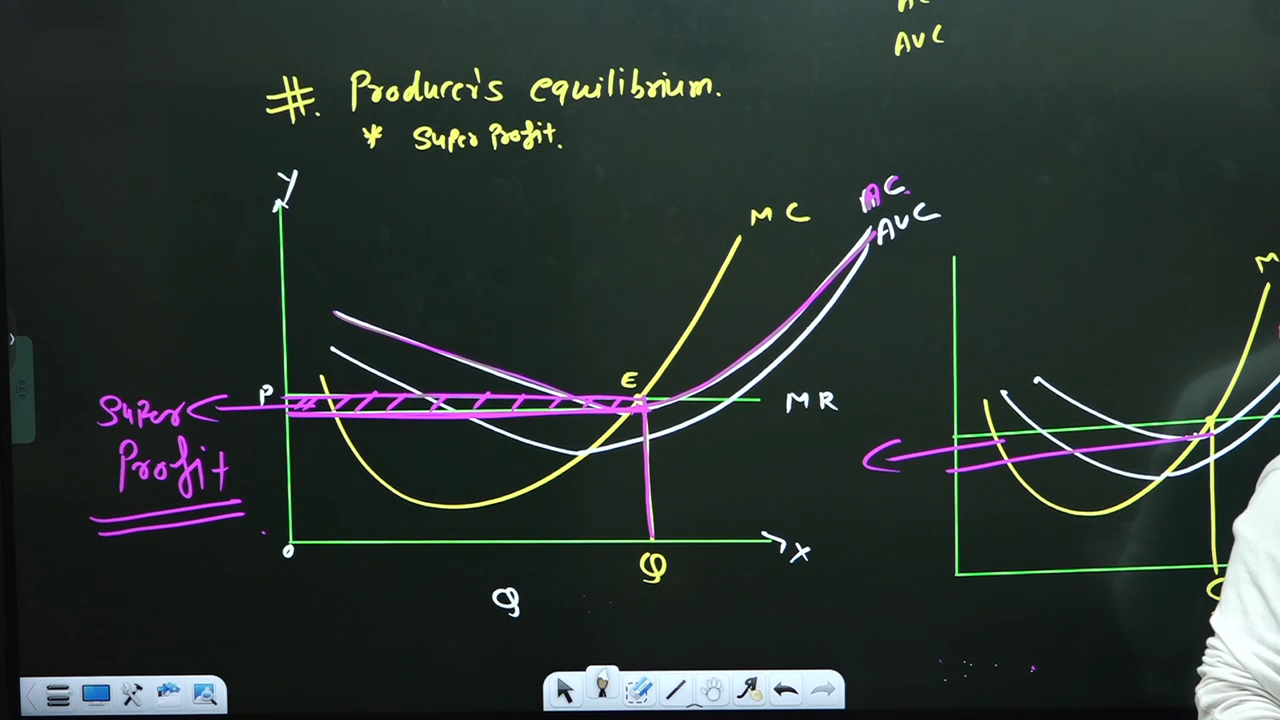 AVC
#. Producer's equilibrium.
* Super Profit.
Y
MC
AC
AVC
P
E
MR
Super
Profit
O
Q
X
Q
M